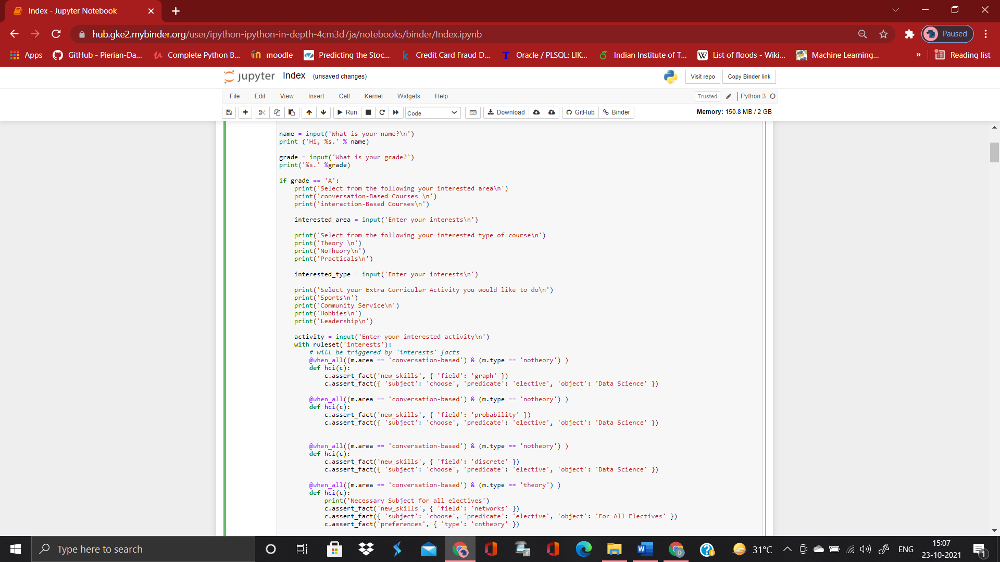 Index - Jupyter Notebook
hub.gke2.mybinder.org/user/ipython-ipython-in-depth-4cm3d7ja/notebooks/binder/Index.ipynb
Paused
Apps
GitHub - Pierian-Da...
Complete Python B...
moodle
Predicting the Stoc...
Credit Card Fraud D...
Oracle / PLSQL: LIK...
Indian Institute of T...
List of floods - Wiki...
Machine Learning...
»
Reading list
jupyter Index (unsaved changes)
Visit repo
Copy Binder link
File Edit View Insert Cell Kernel Widgets Help
Trusted
Python 3
Run
Code
Download
GitHub
Binder
Memory: 150.8 MB / 2 GB
name = input('What is your name?\n')
print ('Hi, %s.' % name)
grade = input('What is your grade?')
print('%s.' %grade)
if grade == 'A':
    print('Select from the following your interested area\n')
    print('conversation-Based Courses \n')
    print('interaction-Based Courses\n')
    interested_area = input('Enter your interests\n')
    print('Select from the following your interested type of course\n')
    print('Theory \n')
    print('NoTheory\n')
    print('Practicals\n')
    interested_type = input('Enter your interests\n')
    print('Select your Extra Curricular Activity you would like to do\n')
    print('Sports\n')
    print('Community Service\n')
    print('Hobbies\n')
    print('Leadership\n')
    activity = input('Enter your interested activity\n')
    with ruleset('interests'):
        # will be triggered by 'interests' facts
        @when_all((m.area == 'conversation-based') & (m.type == 'notheory') )
        def hci(c):
            c.assert_fact('new_skills', { 'field': 'graph' })
            c.assert_fact({ 'subject': 'choose', 'predicate': 'elective', 'object': 'Data Science' })
        @when_all((m.area == 'conversation-based') & (m.type == 'notheory') )
        def hci(c):
            c.assert_fact('new_skills', { 'field': 'probability' })
            c.assert_fact({ 'subject': 'choose', 'predicate': 'elective', 'object': 'Data Science' })
        @when_all((m.area == 'conversation-based') & (m.type == 'notheory') )
        def hci(c):
            c.assert_fact('new_skills', { 'field': 'discrete' })
            c.assert_fact({ 'subject': 'choose', 'predicate': 'elective', 'object': 'Data Science' })
        @when_all((m.area == 'conversation-based') & (m.type == 'theory') )
        def hci(c):
            print('Necessary Subject for all electives')
            c.assert_fact('new_skills', { 'field': 'networks' })
            c.assert_fact({ 'subject': 'choose', 'predicate': 'elective', 'object': 'For All Electives' })
            c.assert_fact('preferences', { 'type': 'cntheory' })
Type here to search
31°C
ENG
15:07
23-10-2021
1